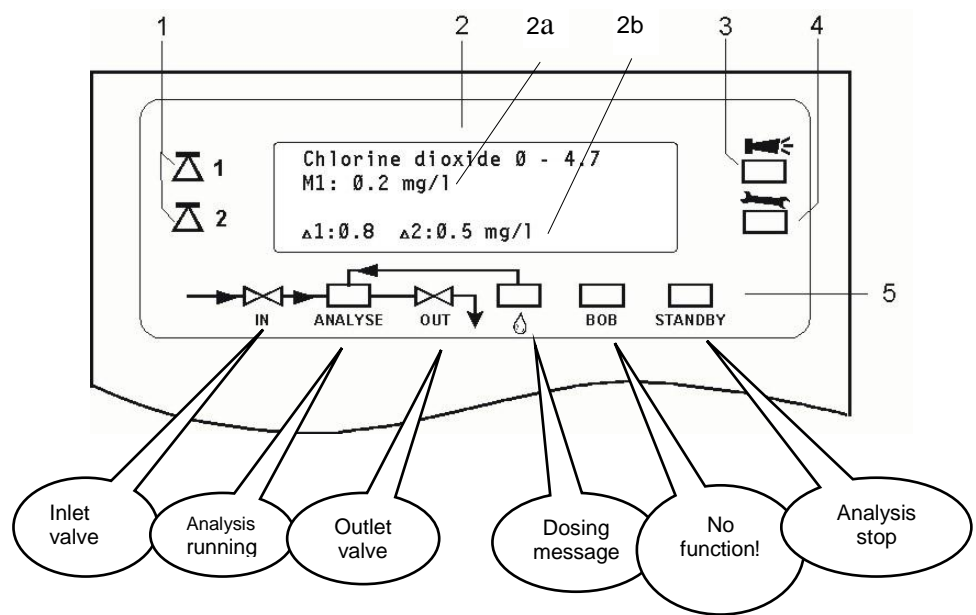 1 2 2a 2b 3 4
Chlorine dioxide Ø - 4.7
1 M1: Ø.2 mg/l
2 ▵1:Ø.8 ▵2:Ø.5 mg/l
5
IN ANALYSE OUT BOB STANDBY
Inlet
valve
Analysis
running
Outlet
valve
Dosing
message
No
function!
Analysis
stop